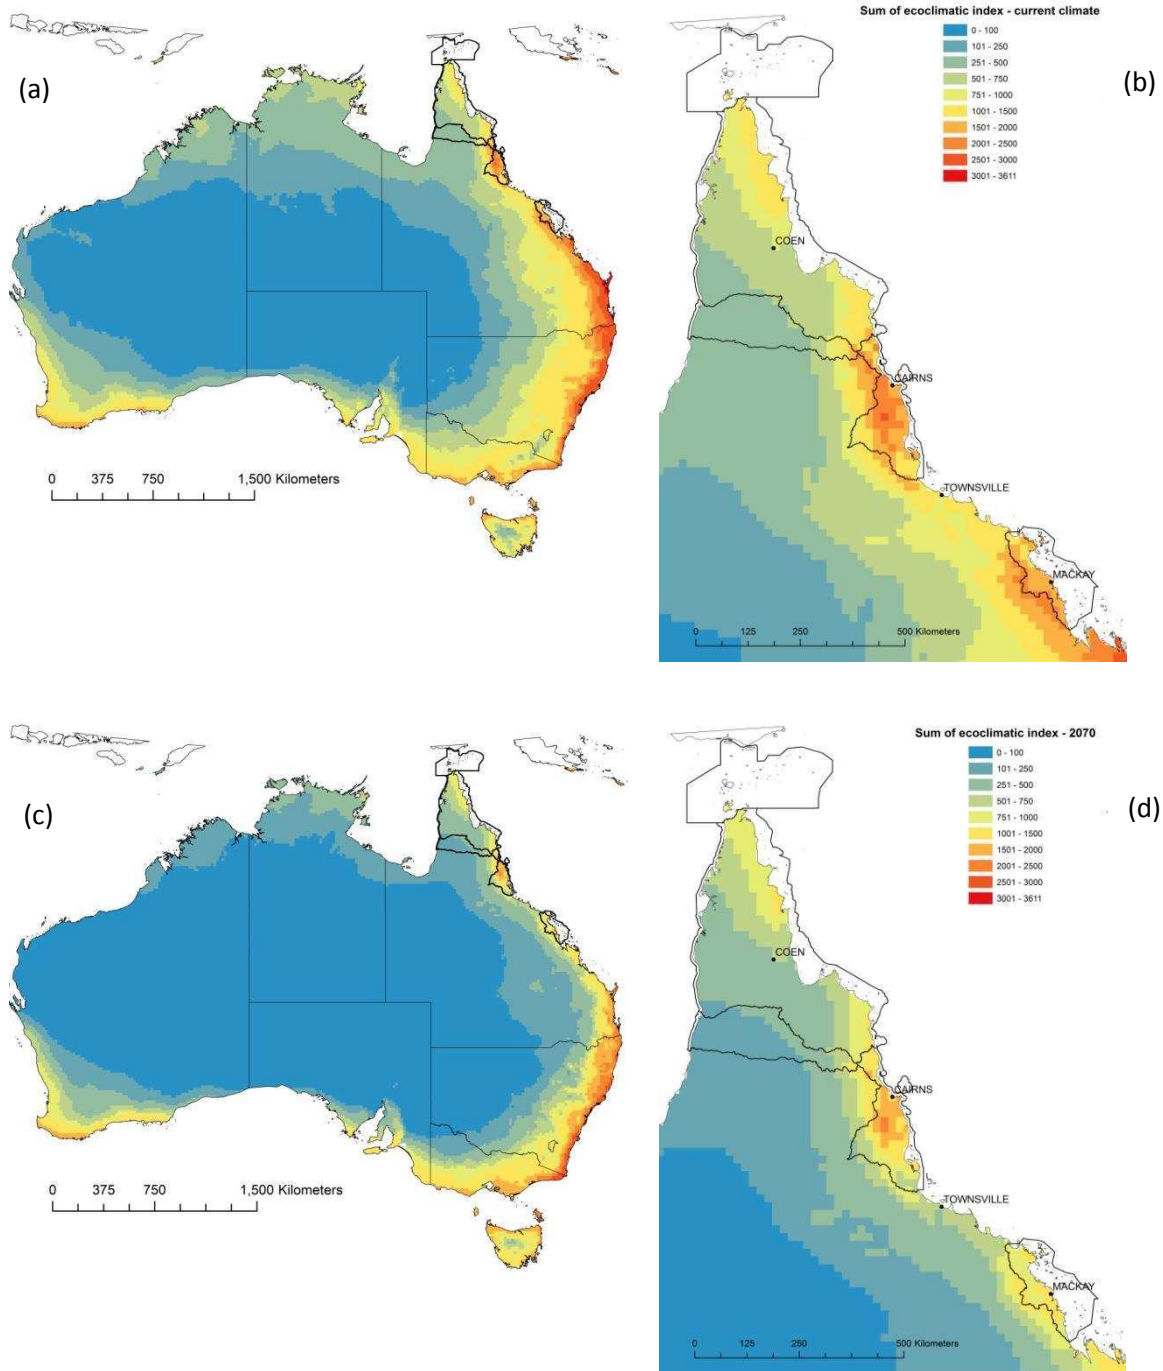 Sum of ecoclimatic index - current climate
0 - 100
101 - 250
251 - 500
501 - 750
751 - 1000
1001 - 1500
1501 - 2000
2001 - 2500
2501 - 3000
3001 - 3611
(a)
(b)
COEN
CAIRNS
TOWNSVILLE
MACKAY
0 375 750 1,500 Kilometers
0 125 250 500 Kilometers
Sum of ecoclimatic index - 2070
0 - 100
101 - 250
251 - 500
501 - 750
751 - 1000
1001 - 1500
1501 - 2000
2001 - 2500
2501 - 3000
3001 - 3611
(c)
(d)
COEN
CAIRNS
TOWNSVILLE
MACKAY
0 375 750 1,500 Kilometers
0 125 250 500 Kilometers